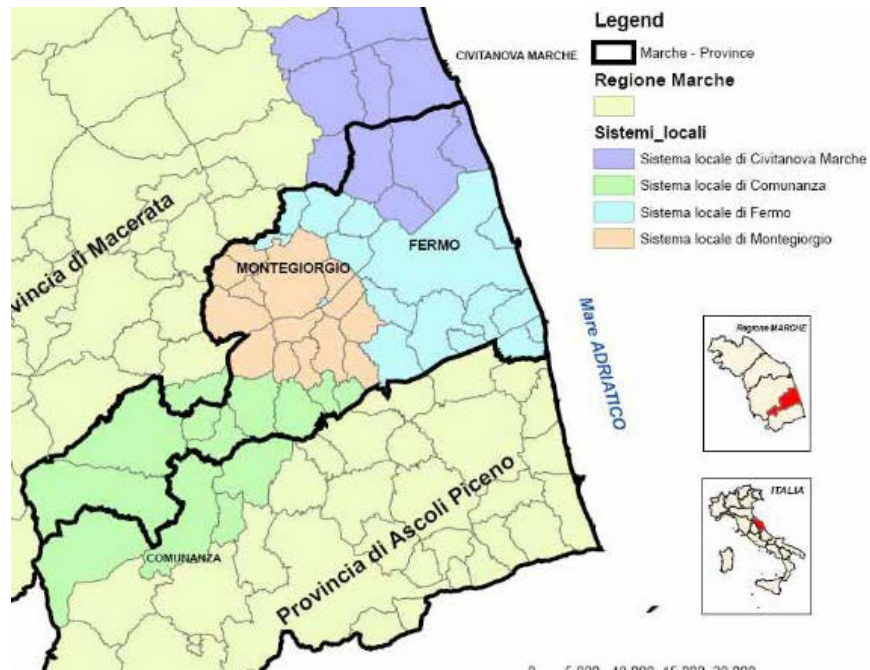 Legend
CIVITANOVA MARCHE
Marche - Province
Regione Marche
Sistemi_locali
Sistema locale di Civitanova Marche
Sistema locale di Comunanza
Sistema locale di Fermo
Sistema locale di Montegiorgio
vincia di Macerata
FERMO
MONTEGIORGIO
Mare ADRIATICO
Regione MARCHE
Provincia di Ascoli Piceno
ITALIA
COMUNANZA